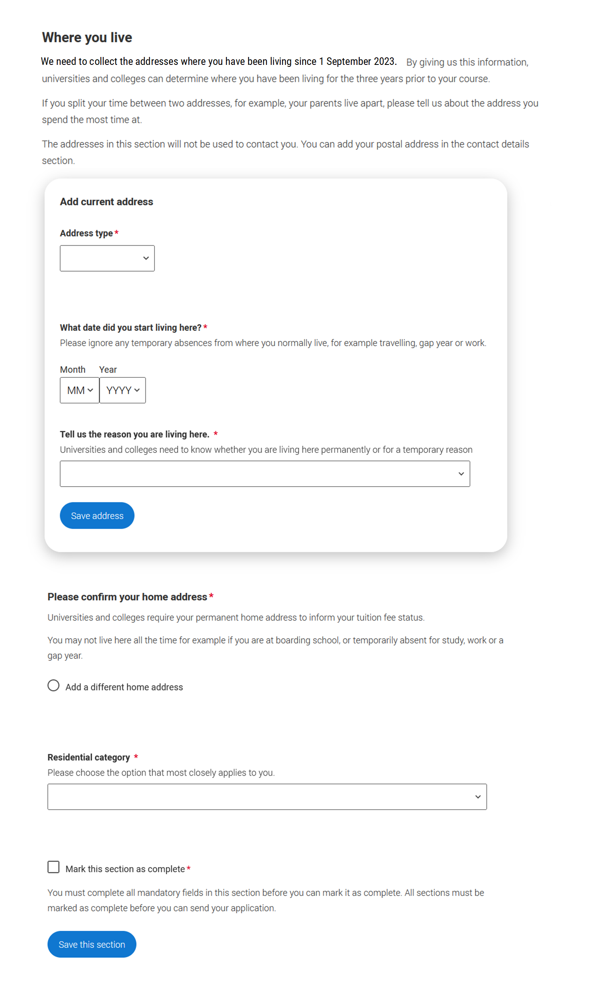 Where you live
We need to collect the addresses where you have been living since 1 September 2023. By giving us this information,
universities and colleges can determine where you have been living for the three years prior to your course.
If you split your time between two addresses, for example, your parents live apart, please tell us about the address you
spend the most time at.
The addresses in this section will not be used to contact you. You can add your postal address in the contact details
section.
Add current address
Address type*
What date did you start living here?*
Please ignore any temporary absences from where you normally live, for example travelling, gap year or work.
Month Year
MM YYYY
Tell us the reason you are living here. *
Universities and colleges need to know whether you are living here permanently or for a temporary reason
Save address
Please confirm your home address*
Universities and colleges require your permanent home address to inform your tuition fee status.
You may not live here all the time for example if you are at boarding school, or temporarily absent for study, work or a
gap year.
Add a different home address
Residential category *
Please choose the option that most closely applies to you.
Mark this section as complete*
You must complete all mandatory fields in this section before you can mark it as complete. All sections must be
marked as complete before you can send your application.
Save this section